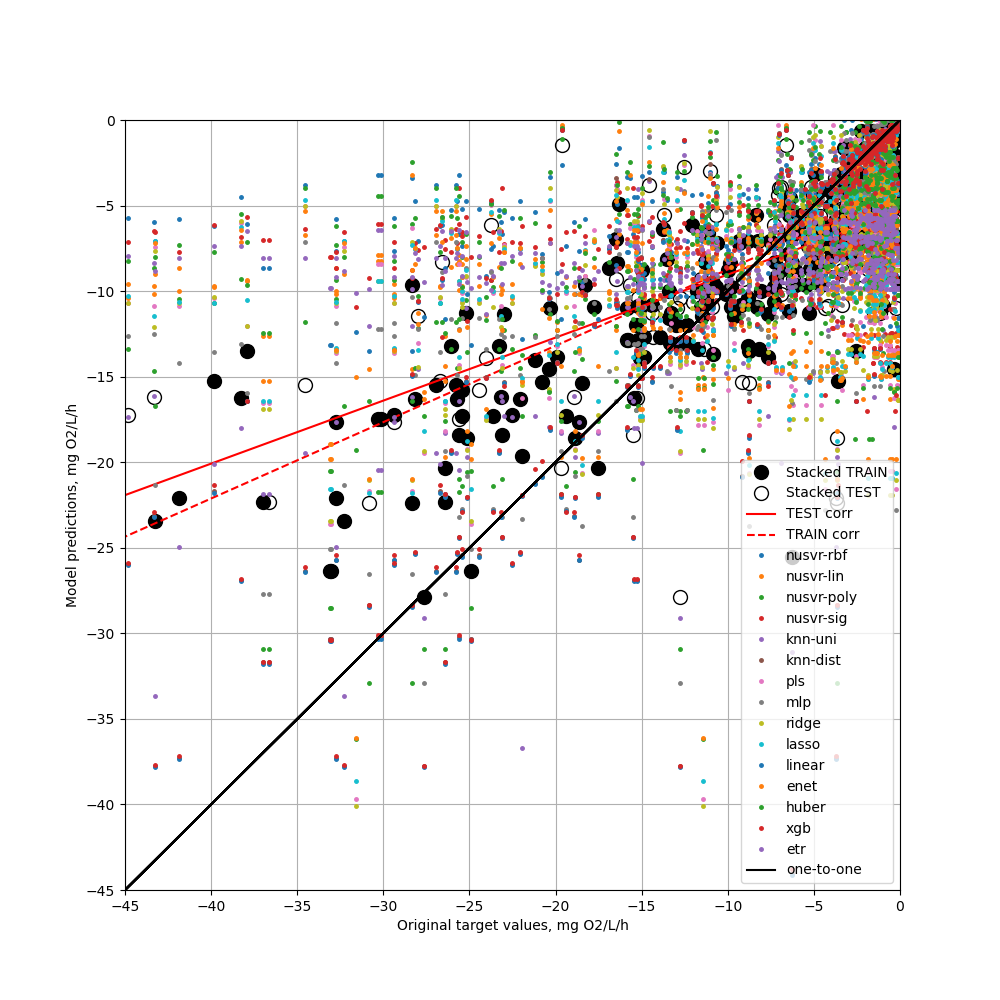 0
−5
−10
−15
−20
−25
−30
−35
−40
−45
Model predictions, mg O2/L/h
−45 −40 −35 −30 −25 −20 −15 −10 −5 0
Original target values, mg O2/L/h
Stacked TRAIN
Stacked TEST
TEST corr
TRAIN corr
nusvr-rbf
nusvr-lin
nusvr-poly
nusvr-sig
knn-uni
knn-dist
pls
mlp
ridge
lasso
linear
enet
huber
xgb
etr
one-to-one